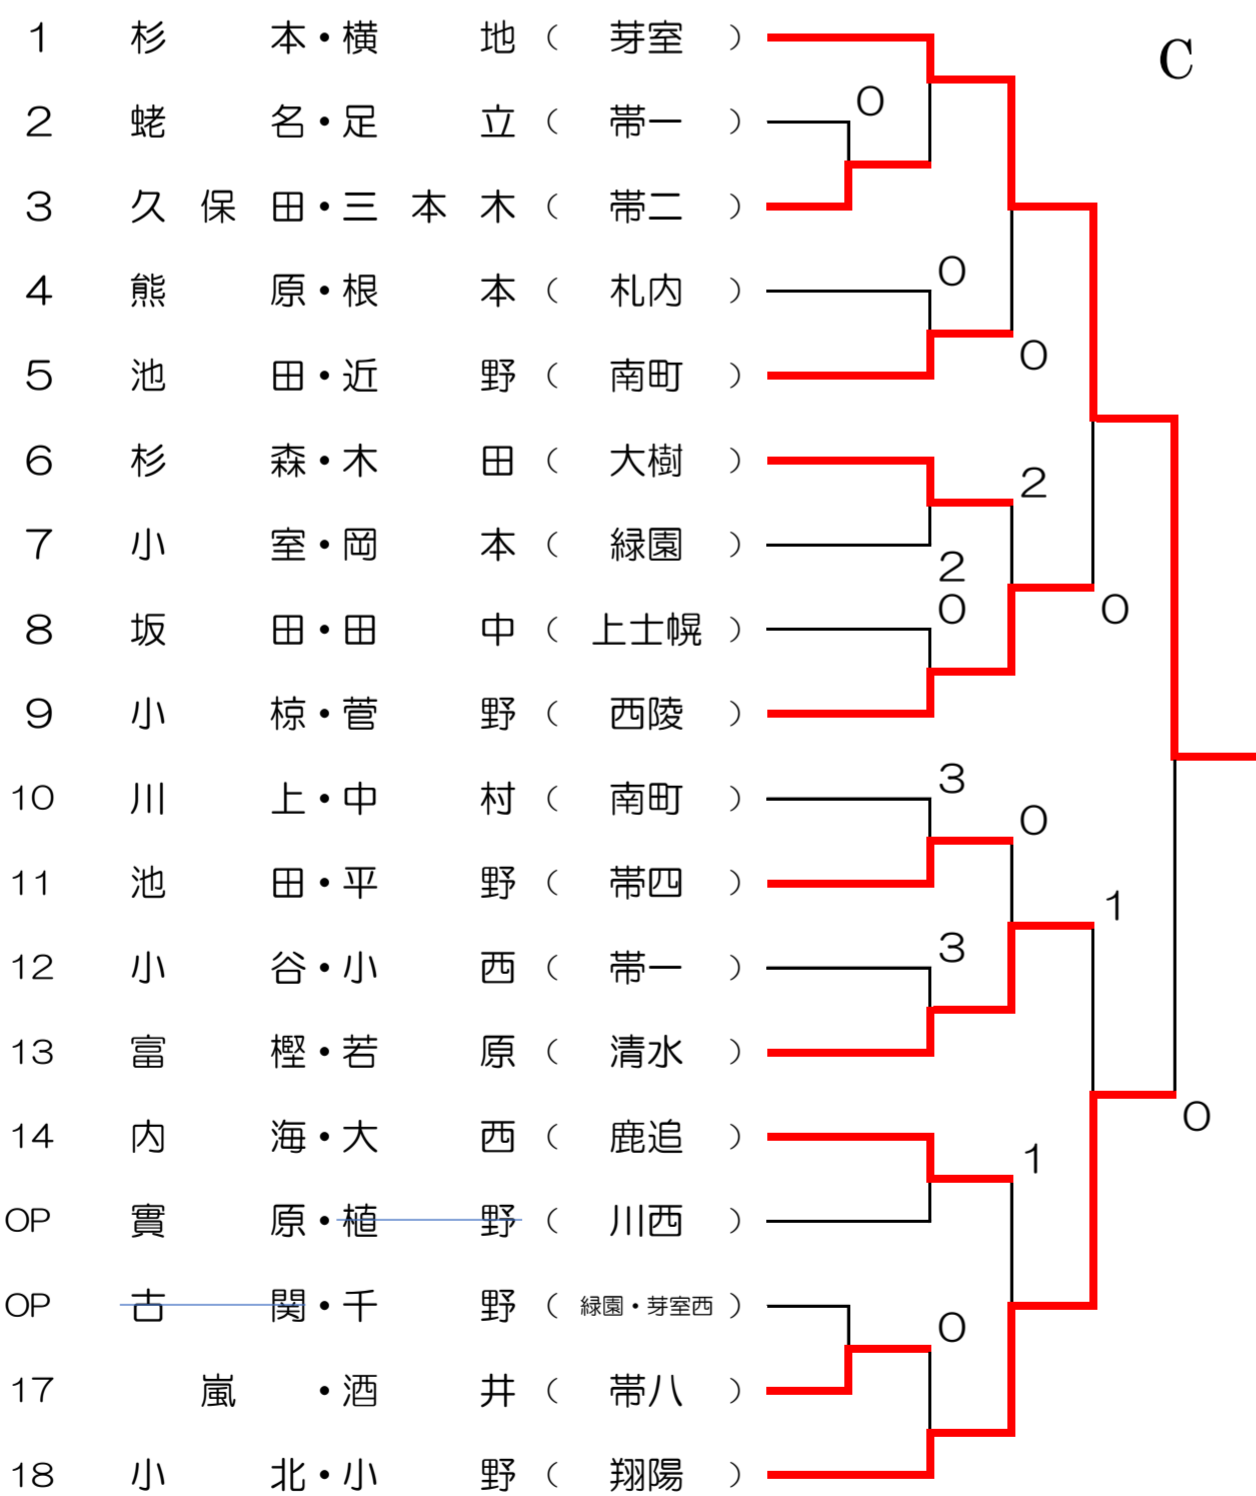 1 杉本・横地（芽室） C
0
2 蛯名・足立（帯一）
3 久保田・三本木（帯二）
0
4 熊原・根本（札内）
0
5 池田・近野（南町）
6 杉森・木田（大樹）
2
7 小室・岡本（緑園）
2
0 0
8 坂田・田中（上士幌）
9 小椋・菅野（西陵）
3
10 川上・中村（南町）
0
11 池田・平野（帯四）
1
3
12 小谷・小西（帯一）
13 富樫・若原（清水）
0
14 内海・大西（鹿追）
1
OP 實原・植野（川西）
OP 古関・千野（緑園・芽室西）
0
17 嵐・酒井（帯八）
18 小北・小野（翔陽）